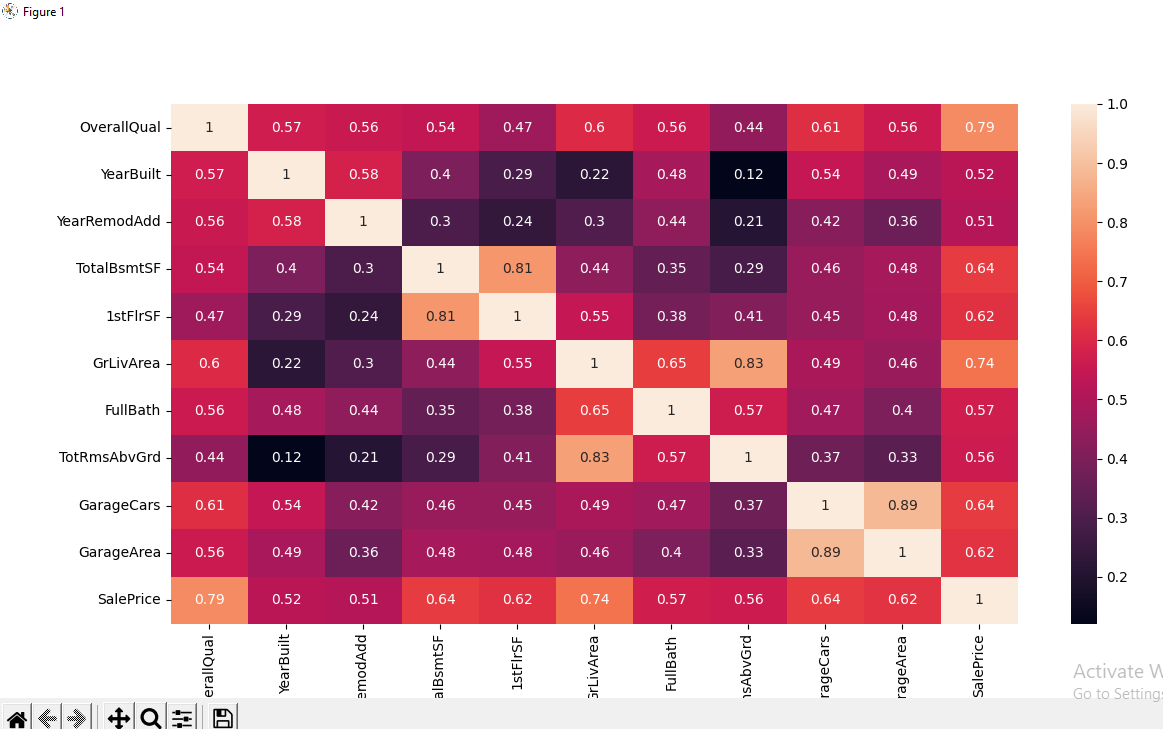 Figure 1
OverallQual 1 0.57 0.56 0.54 0.47 0.6 0.56 0.44 0.61 0.56 0.79
YearBuilt 0.57 1 0.58 0.4 0.29 0.22 0.48 0.12 0.54 0.49 0.52
YearRemodAdd 0.56 0.58 1 0.3 0.24 0.3 0.44 0.21 0.42 0.36 0.51
TotalBsmtSF 0.54 0.4 0.3 1 0.81 0.44 0.35 0.29 0.46 0.48 0.64
1stFlrSF 0.47 0.29 0.24 0.81 1 0.55 0.38 0.41 0.45 0.48 0.62
GrLivArea 0.6 0.22 0.3 0.44 0.55 1 0.65 0.83 0.49 0.46 0.74
FullBath 0.56 0.48 0.44 0.35 0.38 0.65 1 0.57 0.47 0.4 0.57
TotRmsAbvGrd 0.44 0.12 0.21 0.29 0.41 0.83 0.57 1 0.37 0.33 0.56
GarageCars 0.61 0.54 0.42 0.46 0.45 0.49 0.47 0.37 1 0.89 0.64
GarageArea 0.56 0.49 0.36 0.48 0.48 0.46 0.4 0.33 0.89 1 0.62
SalePrice 0.79 0.52 0.51 0.64 0.62 0.74 0.57 0.56 0.64 0.62 1
erallQual YearBuilt emodAdd alBsmtSF 1stFlrSF GrLivArea FullBath nsAbvGrd rageCars rageArea SalePrice
1.0
0.9
0.8
0.7
0.6
0.5
0.4
0.3
0.2
Activate W
Go to Settings